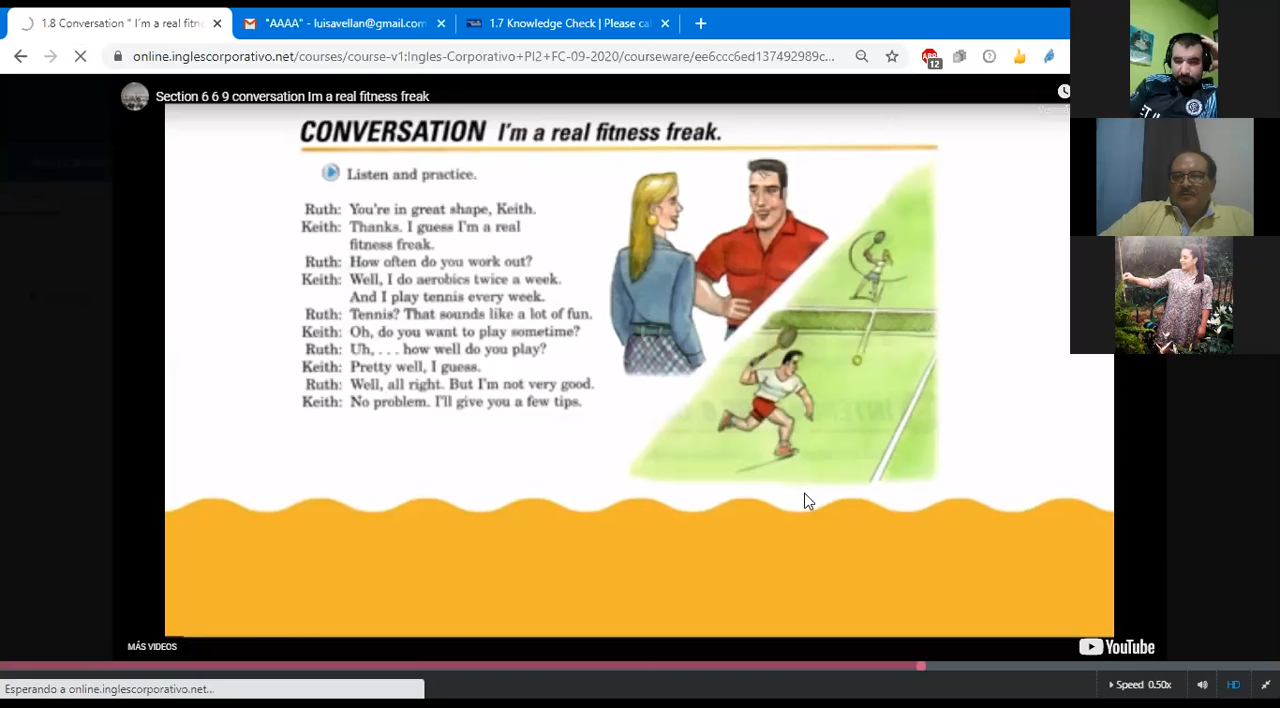 1.8 Conversation " I´m a real fitn
"AAAA" - luisavellan@gmail.com
1.7 Knowledge Check | Please ca
online.inglescorporativo.net/courses/course-v1:Ingles-Corporativo+PI2+FC-09-2020/courseware/ee6ccc6ed137492989c...
12
Section 6 6 9 conversation Im a real fitness freak
CONVERSATION I'm a real fitness freak.
Listen and practice.
Ruth: You're in great shape, Keith.
Keith: Thanks. I guess I'm a real
fitness freak.
Ruth: How often do you work out?
Keith: Well, I do aerobics twice a week.
And I play tennis every week.
Ruth: Tennis? That sounds like a lot of fun.
Keith: Oh, do you want to play sometime?
Ruth: Uh, . . . how well do you play?
Keith: Pretty well, I guess.
Ruth: Well, all right. But I'm not very good.
Keith: No problem. I'll give you a few tips.
MÁS VIDEOS
YouTube
Esperando a online.inglescorporativo.net...
Speed 0.50x
HD